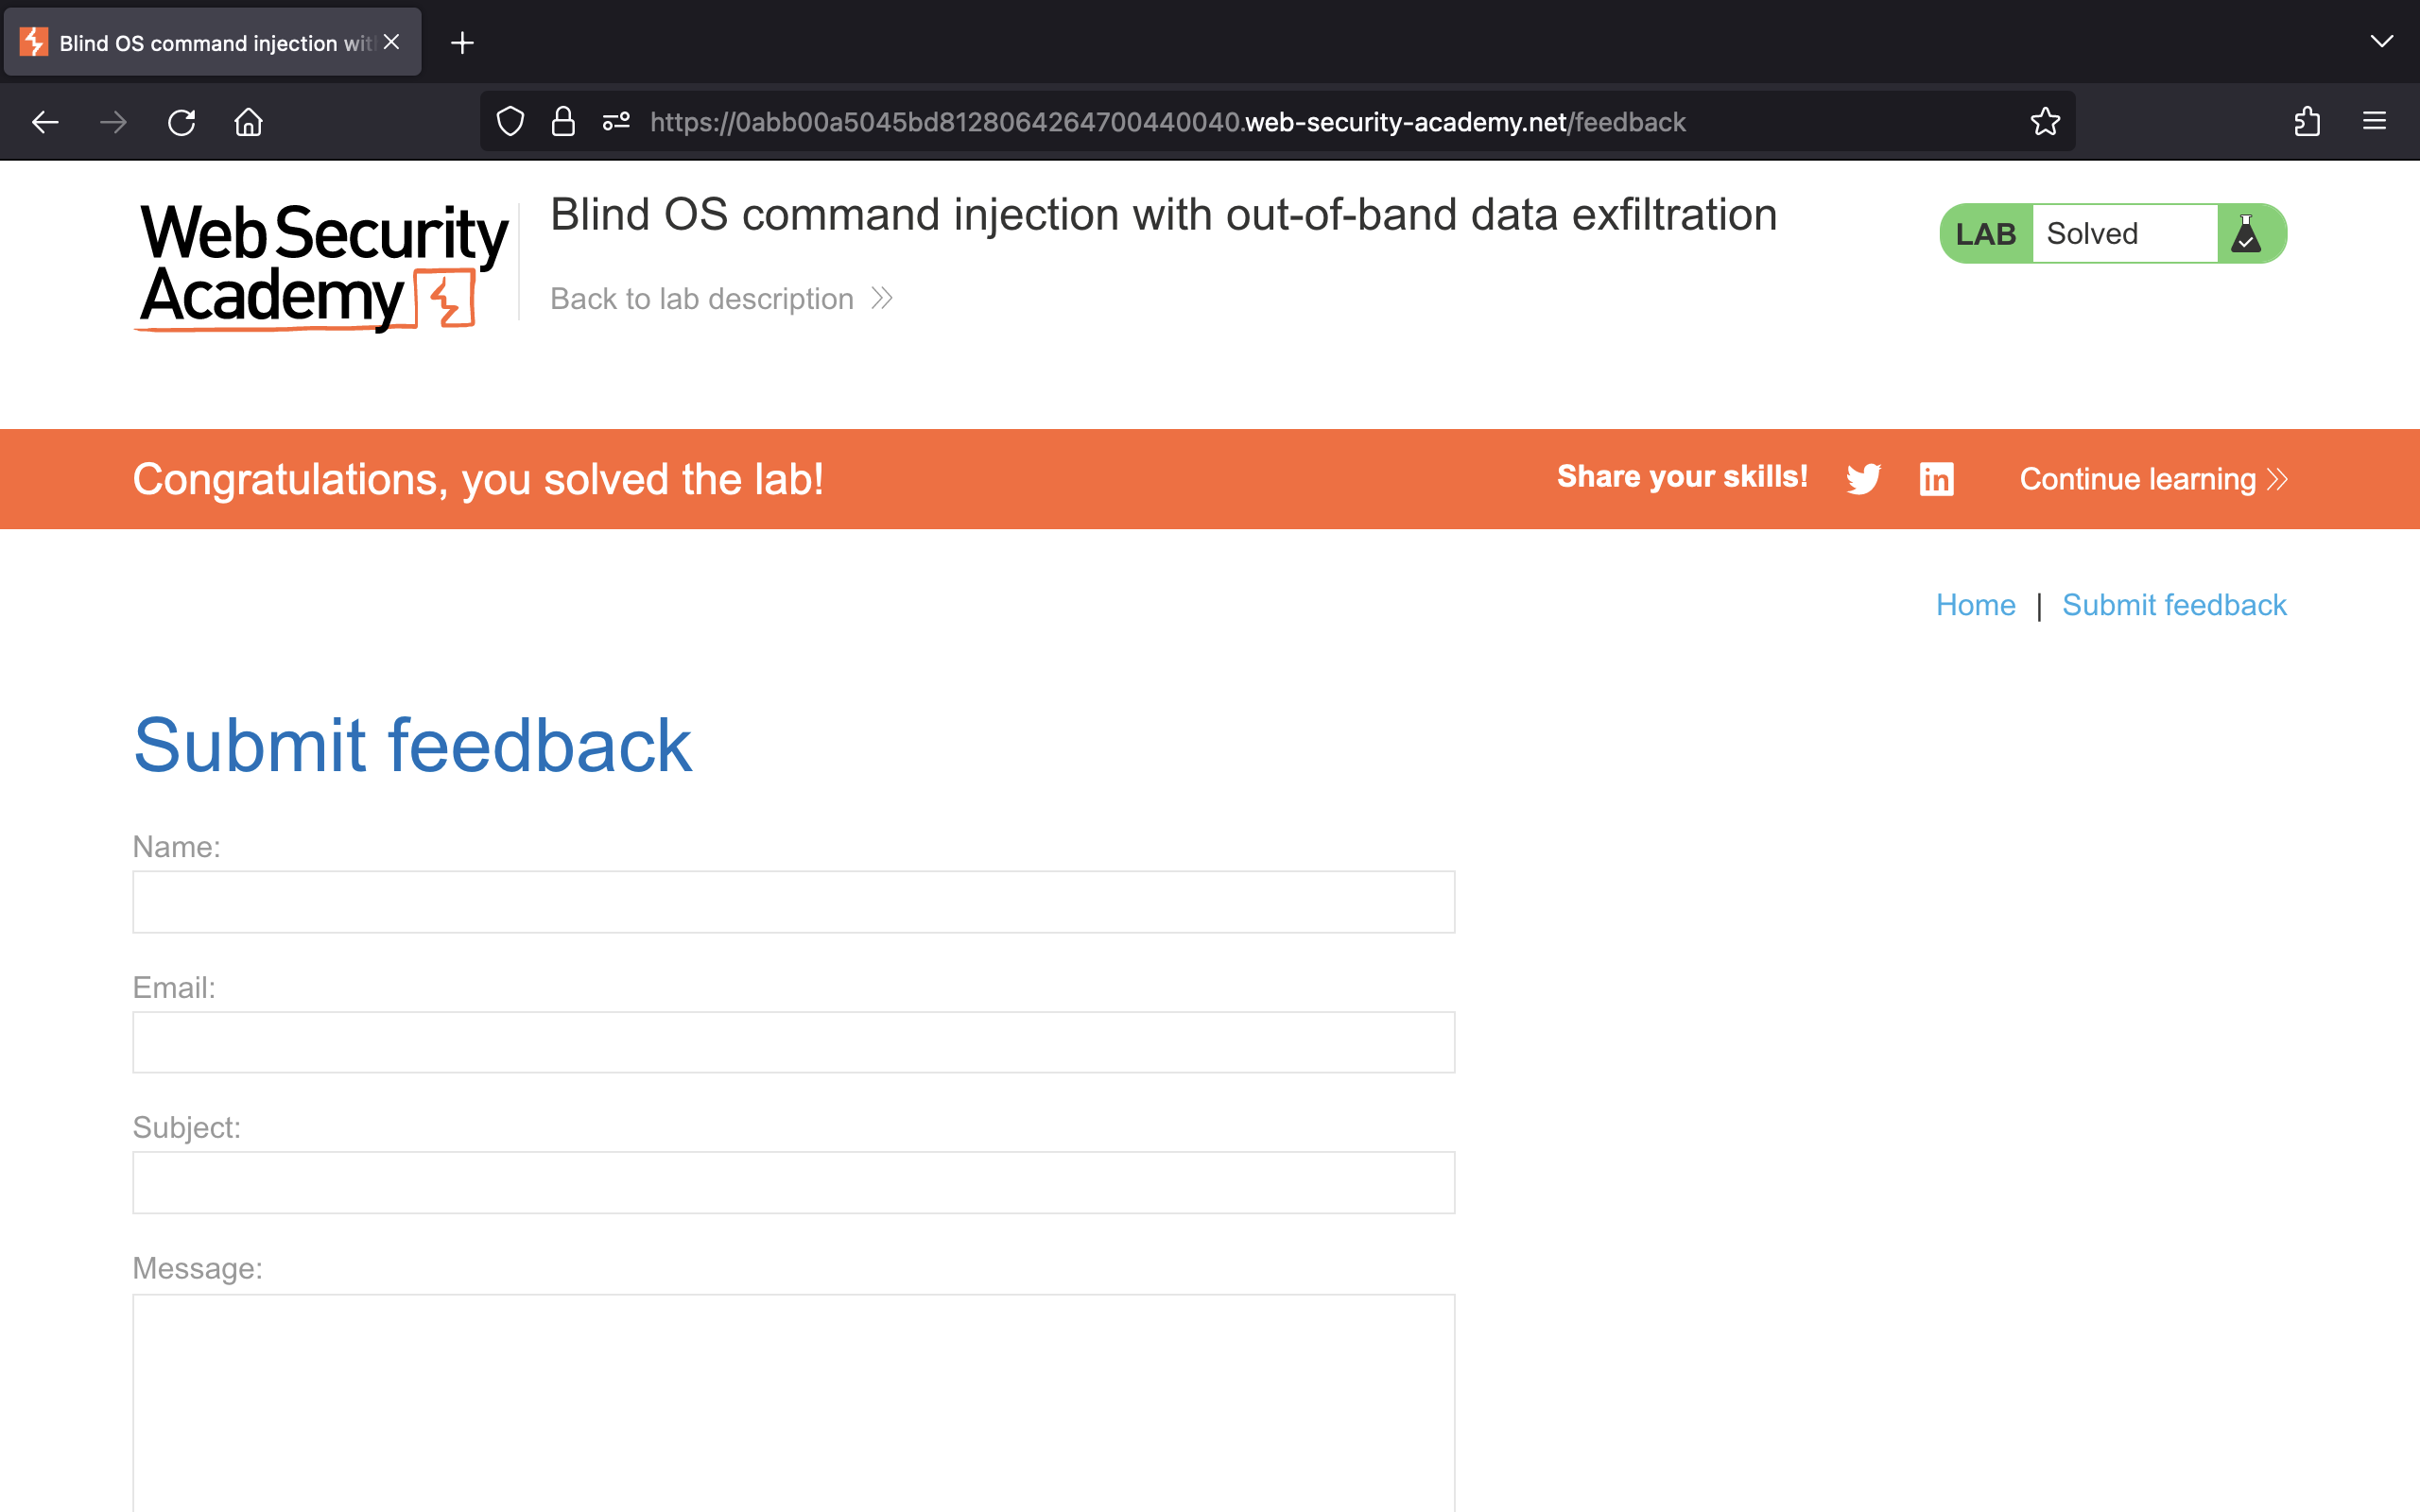 Blind OS command injection wit
https://0abb00a5045bd8128064264700440040.web-security-academy.net/feedback
Web Security
Academy
Blind OS command injection with out-of-band data exfiltration
Back to lab description
LAB Solved
Congratulations, you solved the lab!
Share your skills!
in
Continue learning
Home | Submit feedback
Submit feedback
Name:
Email:
Subject:
Message: